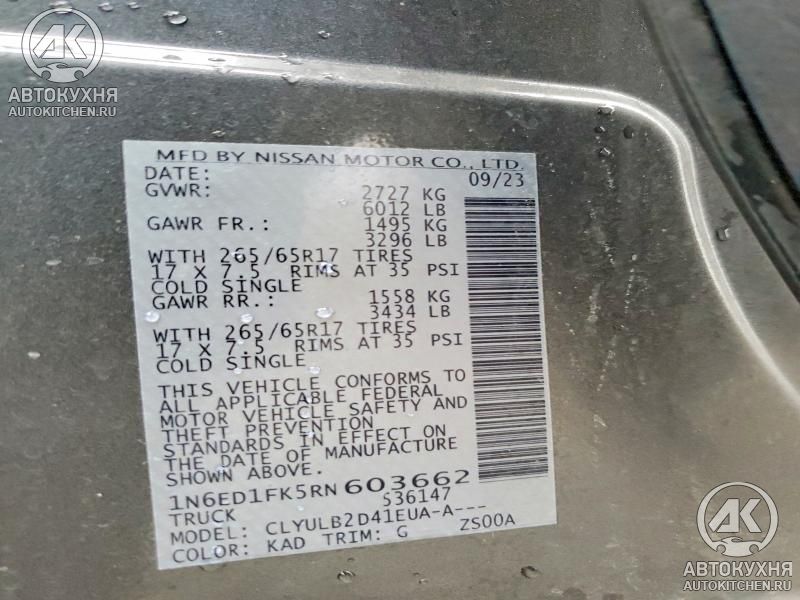 AK
АВТОКУХНЯ
AUTOKITCHEN.RU
MFD BY NISSAN MOTOR CO., LTD.
DATE: 09/23
GVWR: 2727 KG
6012 LB
GAWR FR.: 1495 KG
3296 LB
WITH 265/65R17 TIRES
17 X 7.5 RIMS AT 35 PSI
COLD SINGLE
GAWR RR.: 1558 KG
3434 LB
WITH 265/65R17 TIRES
17 X 7.5 RIMS AT 35 PSI
COLD SINGLE
THIS VEHICLE CONFORMS TO
ALL APPLICABLE FEDERAL
MOTOR VEHICLE SAFETY AND
THEFT PREVENTION
STANDARDS IN EFFECT ON
THE DATE OF MANUFACTURE
SHOWN ABOVE.
1N6ED1FK5RN603662
TRUCK 536147
MODEL: CLYULB2D41EUA-A---
COLOR: KAD TRIM: G ZS00A
AK
АВТОКУХНЯ
AUTOKITCHEN.RU